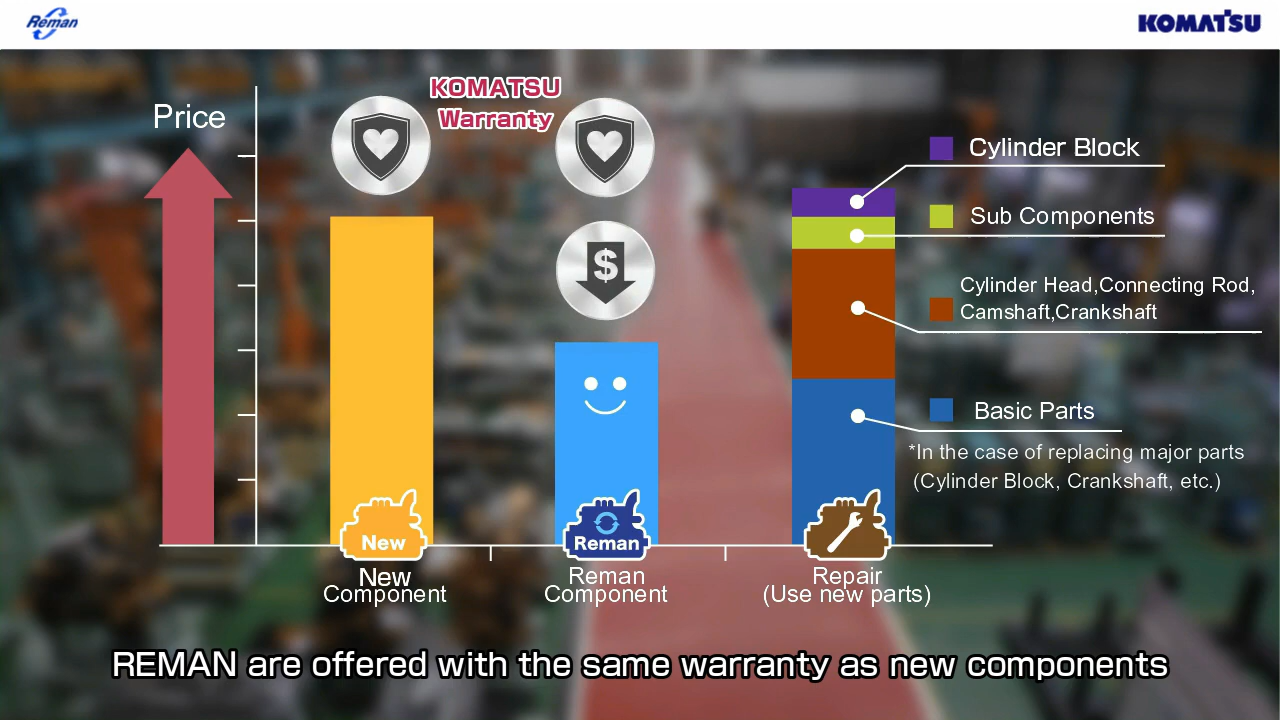 Reman
KOMATSU
Price
KOMATSU
Warranty
$
Cylinder Block
Sub Components
Cylinder Head,Connecting Rod,
Camshaft,Crankshaft
Basic Parts
*In the case of replacing major parts
(Cylinder Block, Crankshaft, etc.)
New
Reman
New
Component
Reman
Component
Repair
(Use new parts)
REMAN are offered with the same warranty as new components